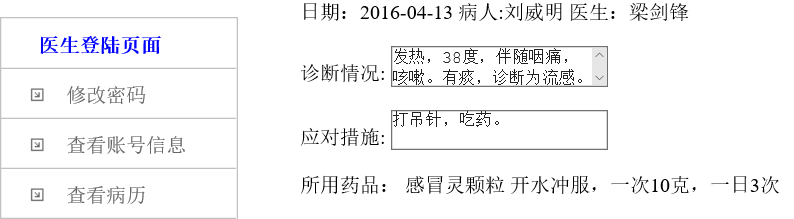 医生登陆页面
修改密码
查看账号信息
查看病历
日期：2016-04-13 病人:刘威明 医生：梁剑锋
诊断情况:
发热，38度，伴随咽痛，
咳嗽。有痰，诊断为流感。
应对措施:
打吊针，吃药。
所用药品： 感冒灵颗粒 开水冲服，一次10克，一日3次